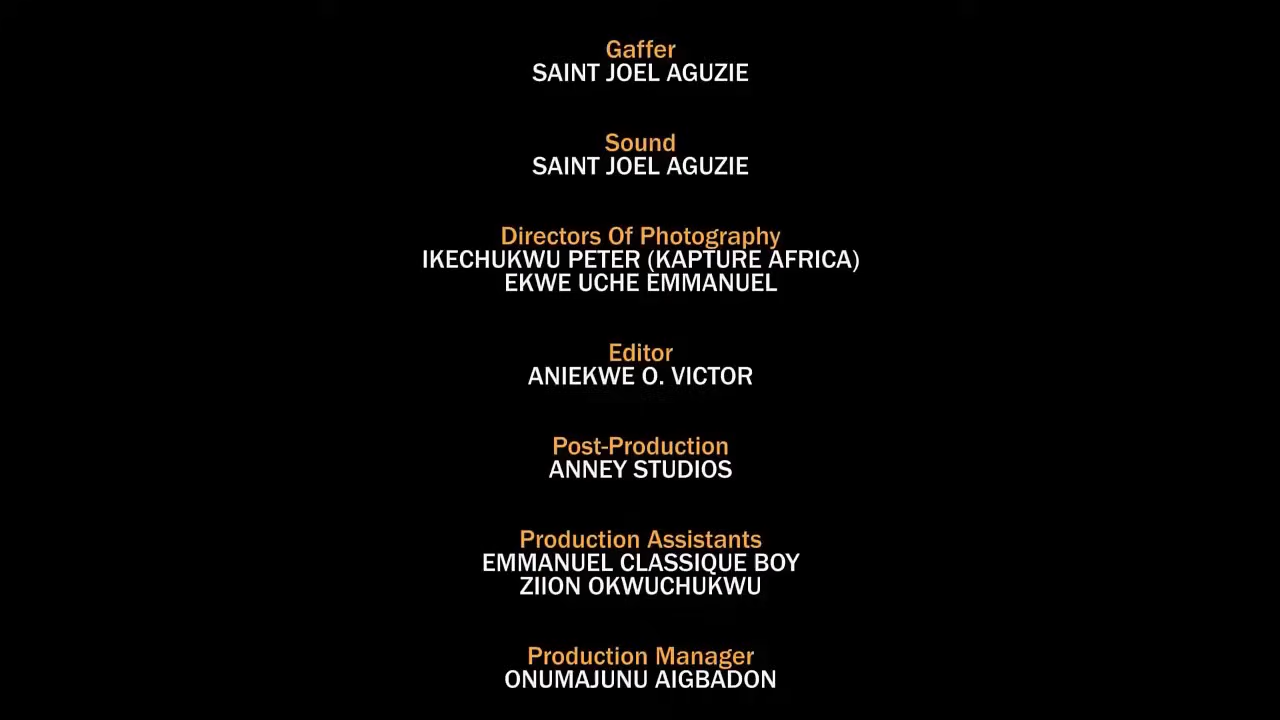 Gaffer
SAINT JOEL AGUZIE
Sound
SAINT JOEL AGUZIE
Directors Of Photography
IKECHUKWU PETER (KAPTURE AFRICA)
EKWE UCHE EMMANUEL
Editor
ANIEKWE O. VICTOR
Post-Production
ANNEY STUDIOS
Production Assistants
EMMANUEL CLASSIQUE BOY
ZIION OKWUCHUKWU
Production Manager
ONUMAJUNU AIGBADON